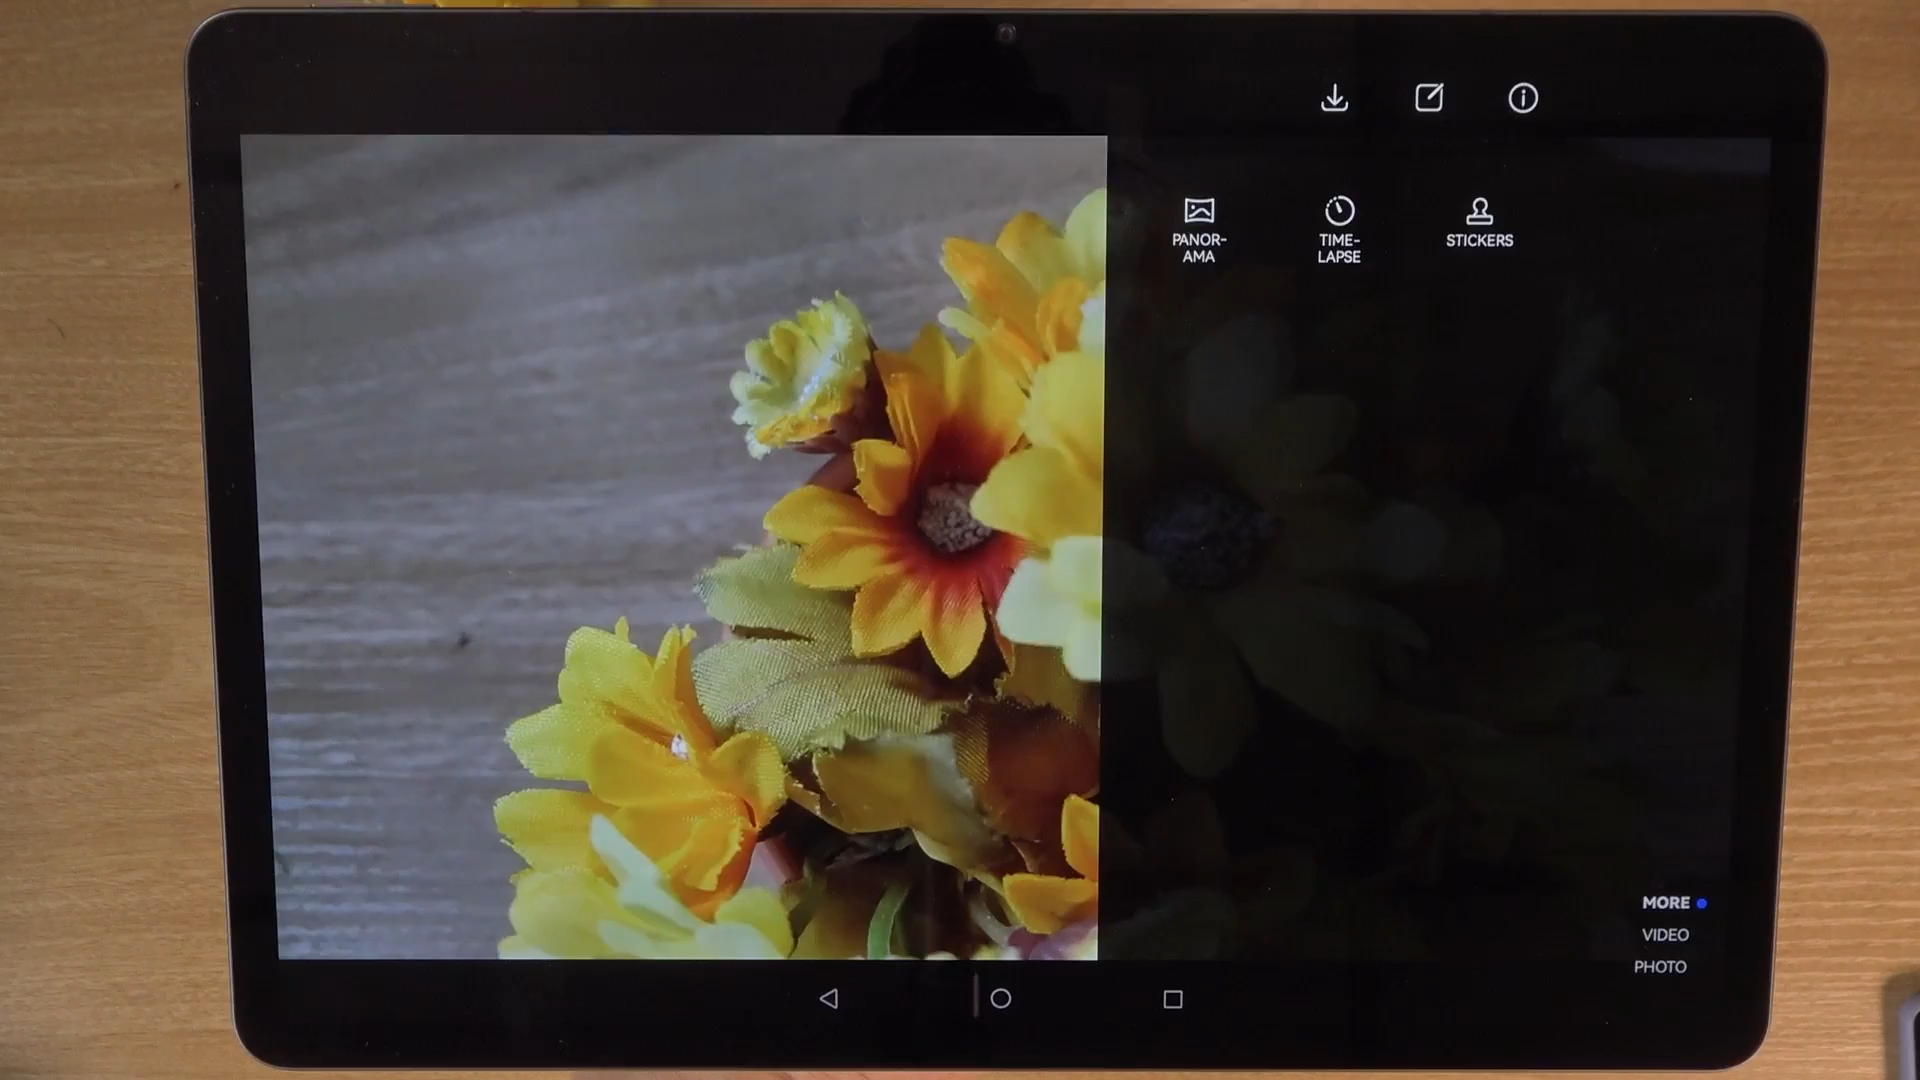 PANOR-
AMA
TIME-
LAPSE
STICKERS
MORE
VIDEO
PHOTO